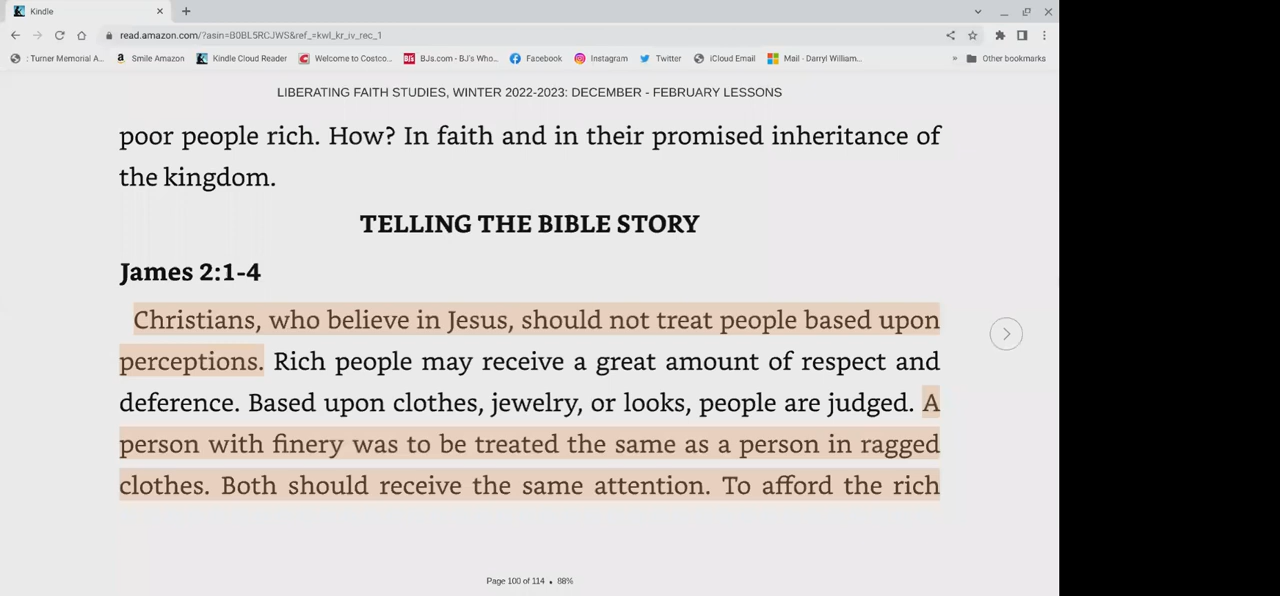 Kindle
read.amazon.com/?asin=B0BL5RCJWS&ref_=kwl_kr_iv_rec_1
: Turner Memorial A... Smile Amazon Kindle Cloud Reader Welcome to Costco... BJs.com - BJ's Who... Facebook Instagram Twitter iCloud Email Mail - Darryl William... » Other bookmarks
LIBERATING FAITH STUDIES, WINTER 2022-2023: DECEMBER - FEBRUARY LESSONS
poor people rich. How? In faith and in their promised inheritance of
the kingdom.
TELLING THE BIBLE STORY
James 2:1-4
Christians, who believe in Jesus, should not treat people based upon
perceptions. Rich people may receive a great amount of respect and
deference. Based upon clothes, jewelry, or looks, people are judged. A
person with finery was to be treated the same as a person in ragged
clothes. Both should receive the same attention. To afford the rich
Page 100 of 114 • 88%